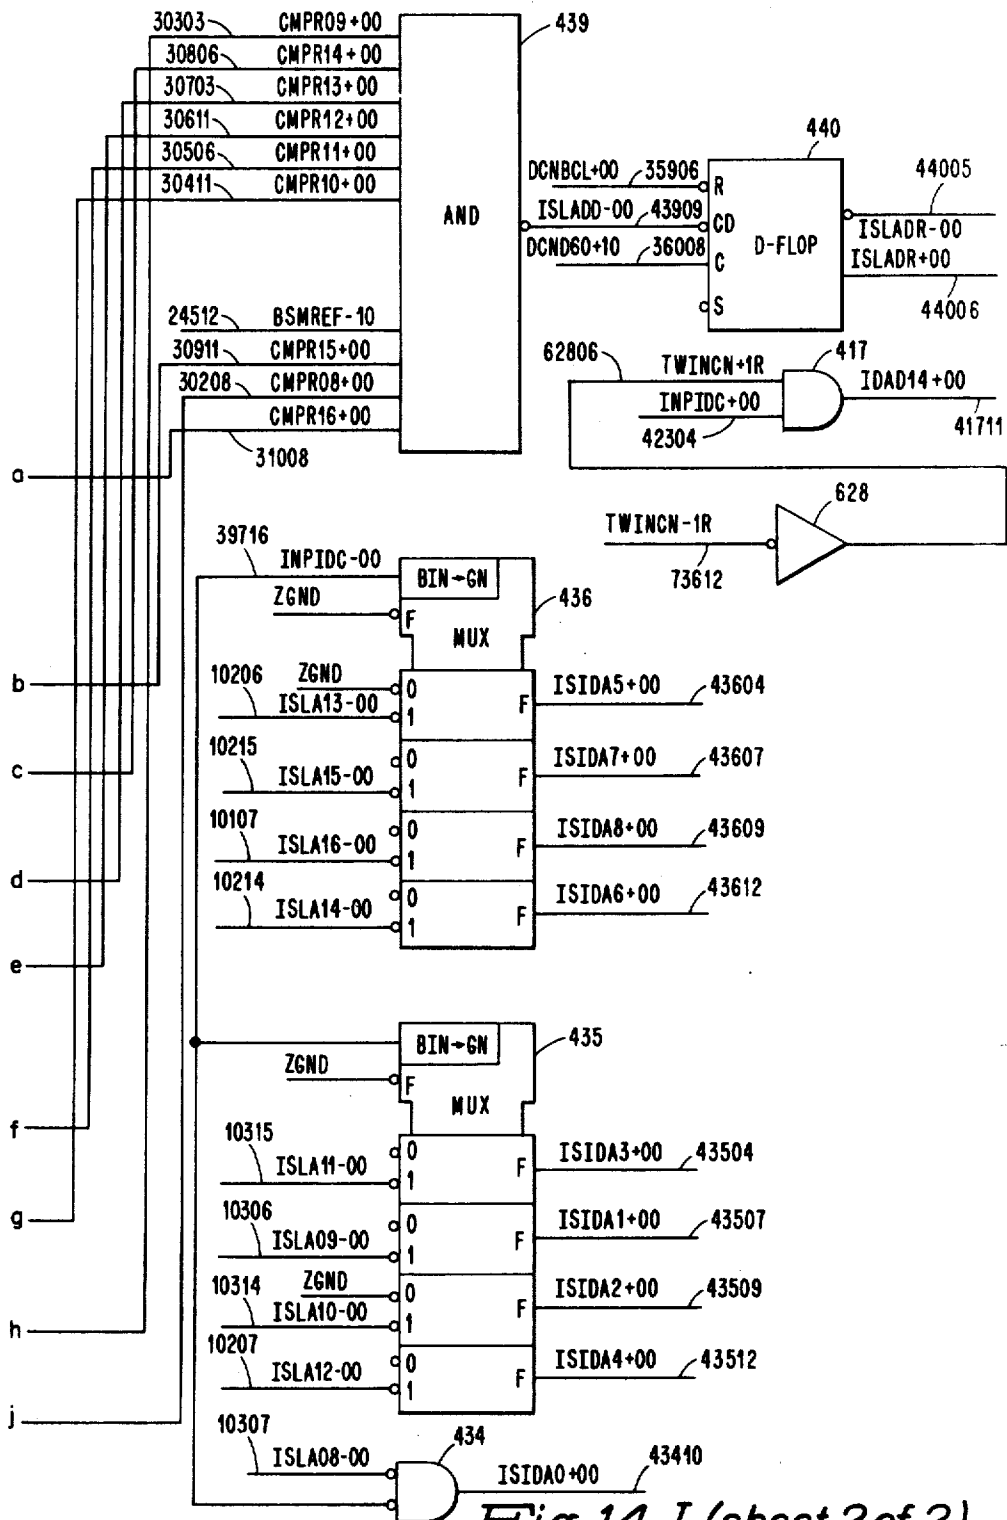 30303 CMPR09+00 439
30806 CMPR14+00
30703 CMPR13+00
30611 CMPR12+00
30506 CMPR11+00
30411 CMPR10+00
AND
24512 BSMREF-10
30911 CMPR15+00
30208 CMPR08+00
CMPR16+00
31008
440
DCNBCL+00 35906 R
ISLADD-00 43909 CD
DCND60+10 36008 C
S
D-FLOP
44005
ISLADR-00
ISLADR+00
44006
62806 TWINCN+1R 417
INPIDC+00 IDAD14+00
42304 41711
628
TWINCN-1R
73612
a
b
c
d
e
f
g
h
j
39716 INPIDC-00 BIN→GN
ZGND F 436
MUX
ZGND 0
10206 ISLA13-00 1 F ISIDA5+00 43604
0
10215 ISLA15-00 1 ISIDA7+00 43607
0
10107 ISLA16-00 1 F ISIDA8+00 43609
0
10214 ISLA14-00 1 F ISIDA6+00 43612
BIN→GN 435
ZGND F
MUX
0
10315 ISLA11-00 1 F ISIDA3+00 43504
0
10306 ISLA09-00 1 F ISIDA1+00 43507
ZGND 0
10314 ISLA10-00 1 F ISIDA2+00 43509
0
10207 ISLA12-00 1 F ISIDA4+00 43512
10307 ISLA08-00 434
ISIDA0+00 43410
Fig. 14 I (sheet 2 of 2)